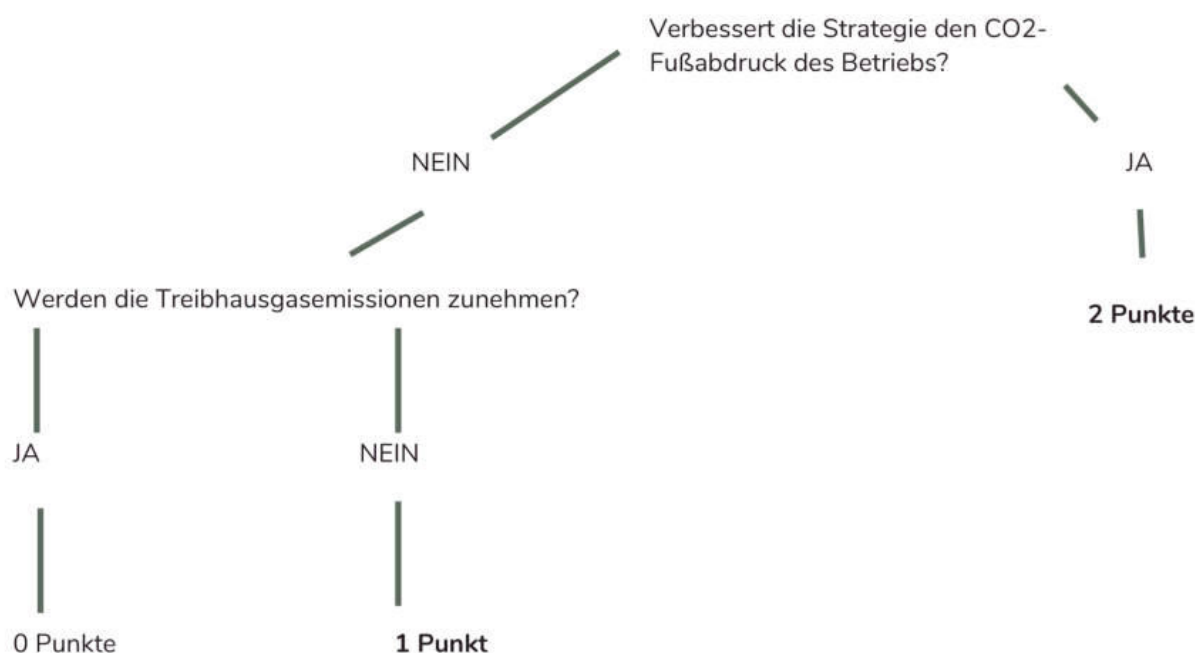 Verbessert die Strategie den CO2-
Fußabdruck des Betriebs?
NEIN
JA
Werden die Treibhausgasemissionen zunehmen?
2 Punkte
JA
NEIN
0 Punkte
1 Punkt